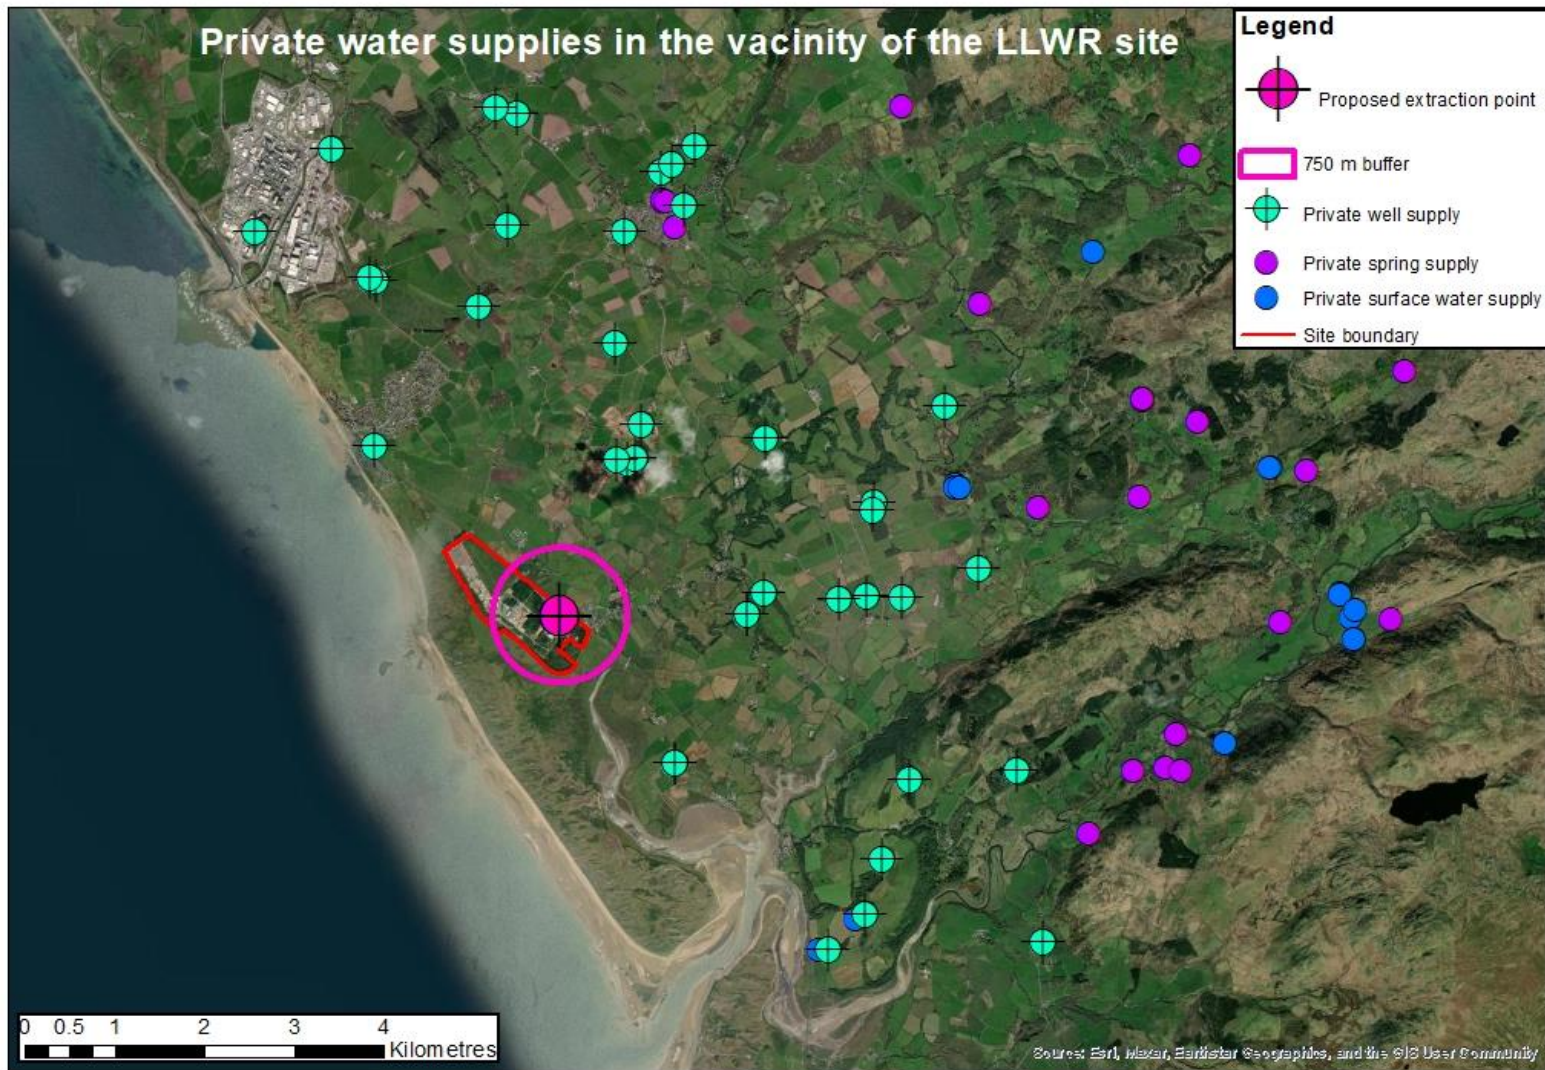 Private water supplies in the vacinity of the LLWR site
Legend
Proposed extraction point
750 m buffer
Private well supply
Private spring supply
Private surface water supply
Site boundary
0 0.5 1 2 3 4
Kilometres
Source: Esri, Maxar, Earthstar Geographics, and the GIS User Community